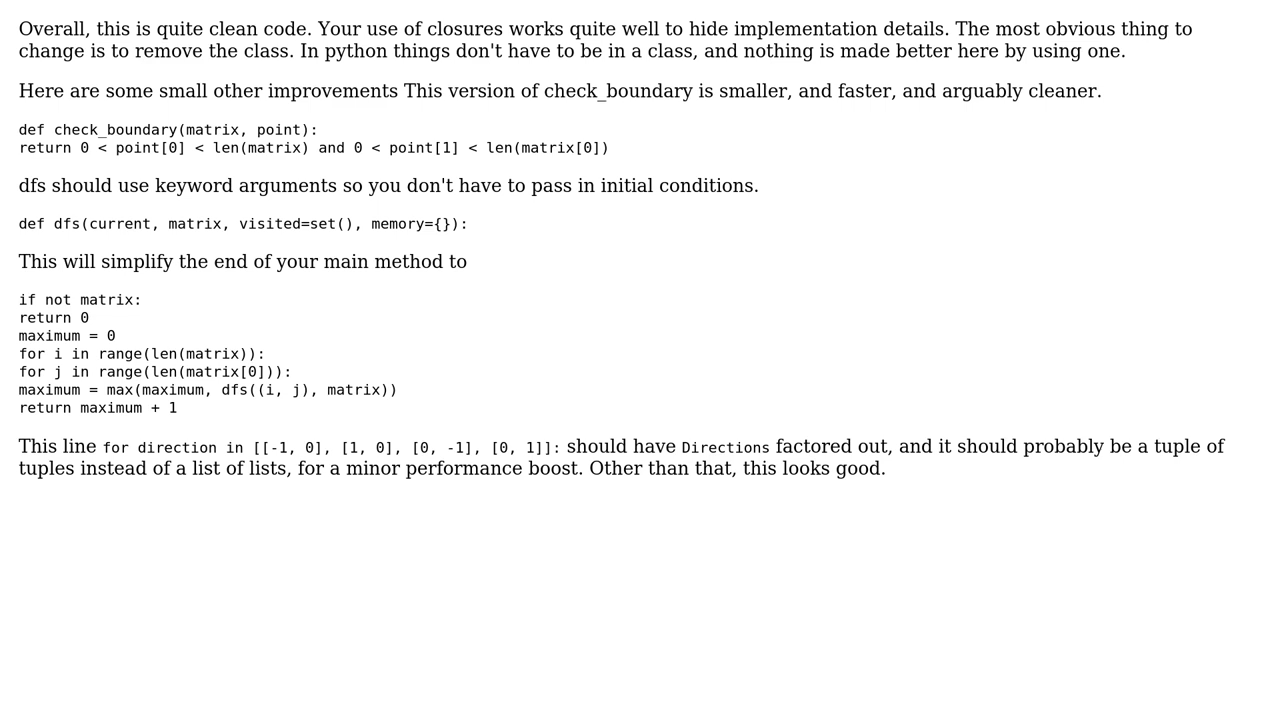 Overall, this is quite clean code. Your use of closures works quite well to hide implementation details. The most obvious thing to
change is to remove the class. In python things don't have to be in a class, and nothing is made better here by using one.
Here are some small other improvements This version of check_boundary is smaller, and faster, and arguably cleaner.
def check_boundary(matrix, point):
return 0 < point[0] < len(matrix) and 0 < point[1] < len(matrix[0])
dfs should use keyword arguments so you don't have to pass in initial conditions.
def dfs(current, matrix, visited=set(), memory={}):
This will simplify the end of your main method to
if not matrix:
return 0
maximum = 0
for i in range(len(matrix)):
for j in range(len(matrix[0])):
maximum = max(maximum, dfs((i, j), matrix))
return maximum + 1
This line for direction in [[-1, 0], [1, 0], [0, -1], [0, 1]]: should have Directions factored out, and it should probably be a tuple of
tuples instead of a list of lists, for a minor performance boost. Other than that, this looks good.